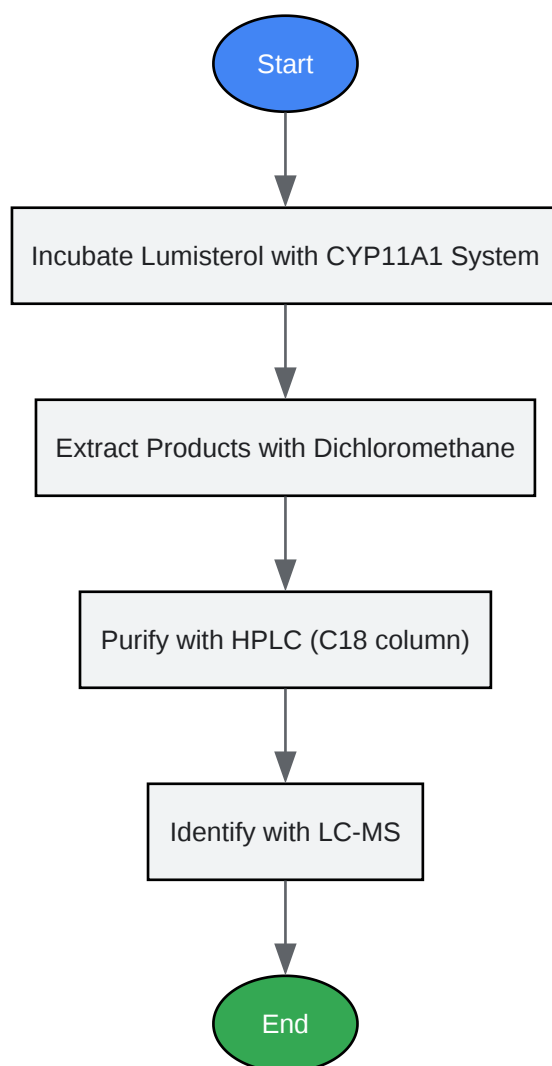 Start
Incubate Lumisterol with CYP11A1 System
Extract Products with Dichloromethane
Purify with HPLC (C18 column)
Identify with LC-MS
End